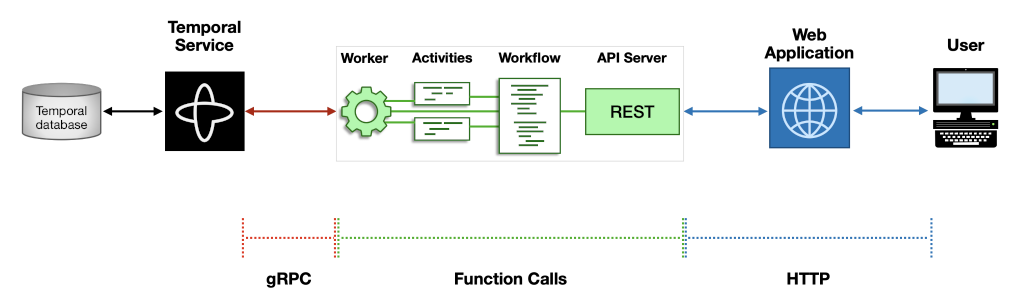 Temporal
Service
Web
Application
User
Worker
Activities
Workflow
API Server
Temporal
database
REST
gRPC
Function Calls
HTTP